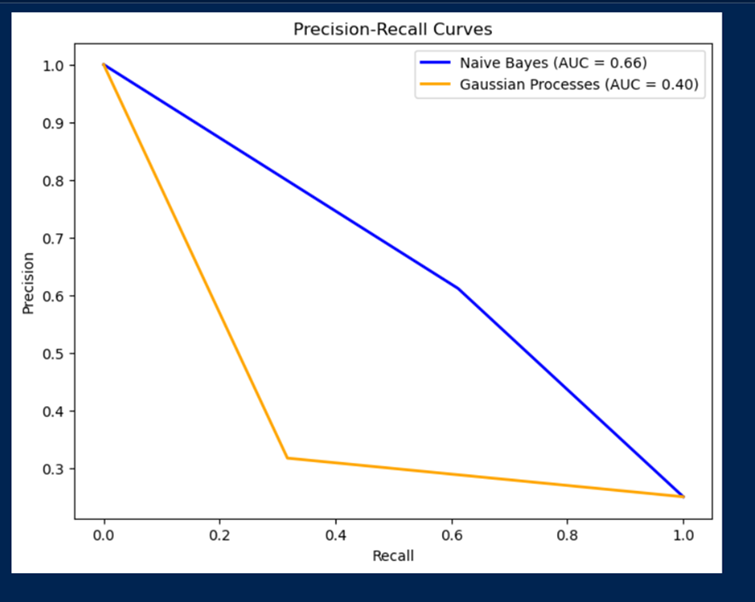 Precision-Recall Curves
Naive Bayes (AUC = 0.66)
Gaussian Processes (AUC = 0.40)
1.0
0.9
0.8
0.7
0.6
0.5
0.4
0.3
Precision
0.0 0.2 0.4 0.6 0.8 1.0
Recall